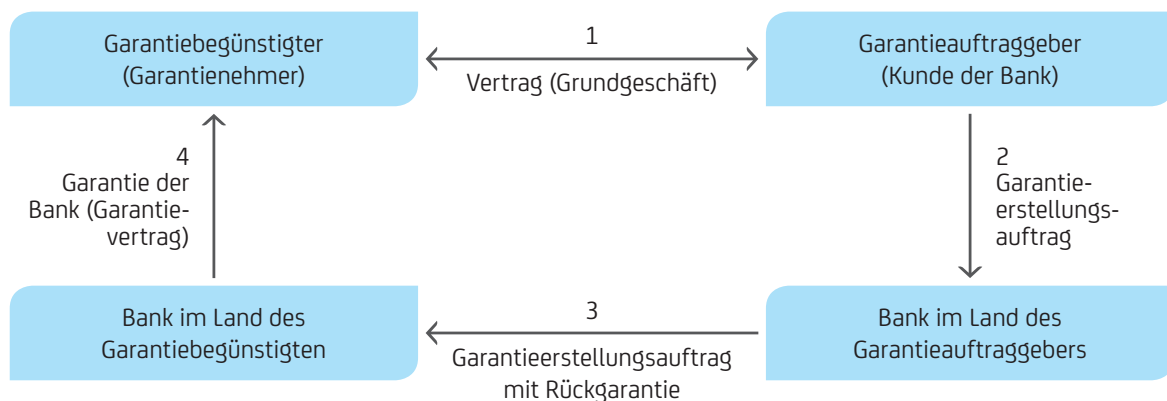 Garantiebegünstigter
(Garantienehmer)
1
Vertrag (Grundgeschäft)
Garantieauftraggeber
(Kunde der Bank)
4
Garantie der
Bank (Garantie-
vertrag)
2
Garantie-
erstellungs-
auftrag
Bank im Land des
Garantiebegünstigten
3
Garantieerstellungsauftrag
mit Rückgarantie
Bank im Land des
Garantieauftraggebers